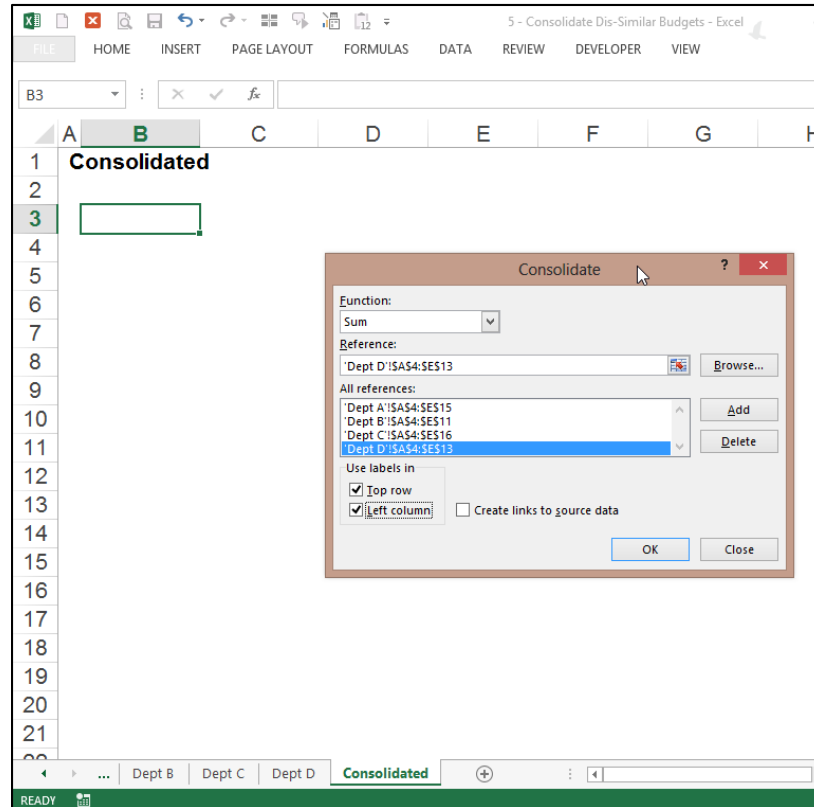 5 - Consolidate Dis-Similar Budgets - Excel
FILE HOME INSERT PAGE LAYOUT FORMULAS DATA REVIEW DEVELOPER VIEW
B3 fx
A B C D E F G H
1 Consolidated
2
3
4
5
6
7
8
9
10
11
12
13
14
15
16
17
18
19
20
21
22
Consolidate ? ×
Function:
Sum
Reference:
'Dept D'!$A$4:$E$13 Browse...
All references:
'Dept A'!$A$4:$E$15 Add
'Dept B'!$A$4:$E$11
'Dept C'!$A$4:$E$16 Delete
'Dept D'!$A$4:$E$13
Use labels in
Top row
Left column Create links to source data
OK Close
... Dept B Dept C Dept D Consolidated
READY